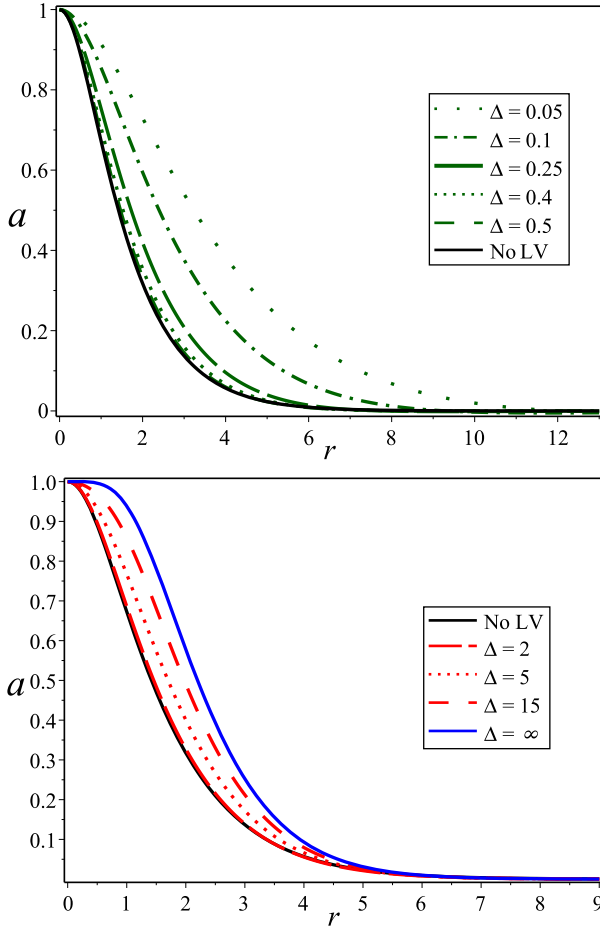 1
0.8
0.6
a
0.4
0.2
0
0 2 4 6 8 10 12
r
Δ = 0.05
Δ = 0.1
Δ = 0.25
Δ = 0.4
Δ = 0.5
No LV
1.0
0.9
0.8
0.7
0.6
a 0.5
0.4
0.3
0.2
0.1
0 1 2 3 4 5 6 7 8 9
r
No LV
Δ = 2
Δ = 5
Δ = 15
Δ = ∞